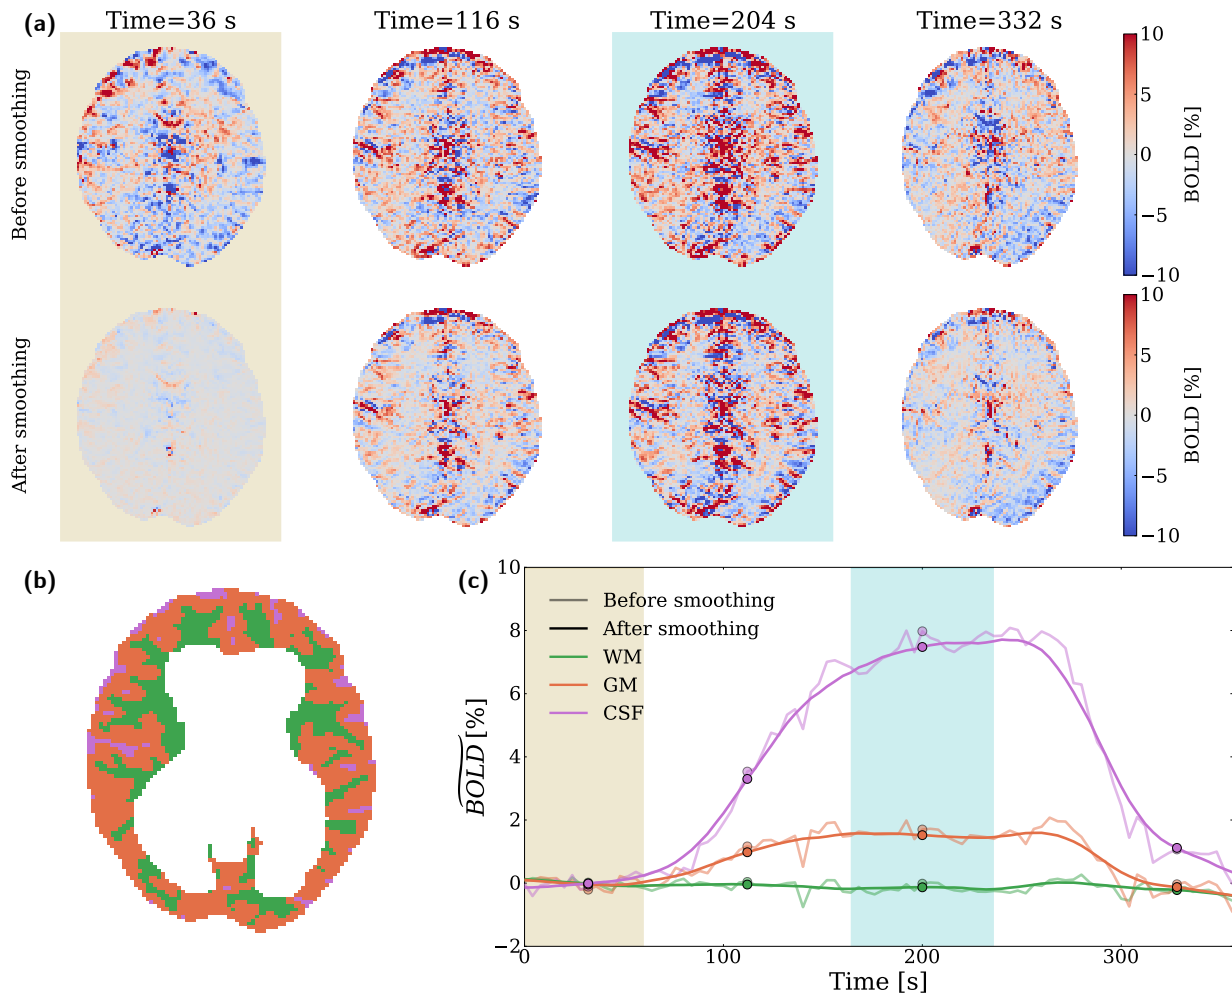 (a)
Time=36 s
Time=116 s
Time=204 s
Time=332 s
Before smoothing
10
5
0
−5
−10
BOLD [%]
After smoothing
10
5
0
−5
−10
BOLD [%]
(b)
(c)
10
8
6
4
2
0
−2
BOLD [%]
Before smoothing
After smoothing
WM
GM
CSF
0
100
200
300
Time [s]